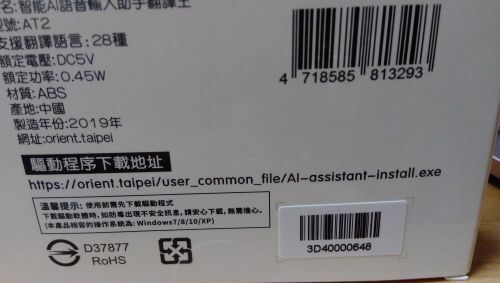 名:智能AI語音輸入助手翻譯王
型號:AT2
支援翻譯語言:28種
額定電壓:DC5V
額定功率:0.45W
材質:ABS
產地:中國
製造年份:2019年
網址:orient.taipei
4 718585 813293
驅動程序下載地址
https://orient.taipei/user_common_file/AI-assistant-install.exe
溫馨提示: 使用前需先下載驅動程式
下載驅動軟體時,如防毒出現不安全訊息,請安心下載,無需擔心。
(本產品相容的操作系統為: Windows7/8/10/XP)
D37877
RoHS
3D40000648